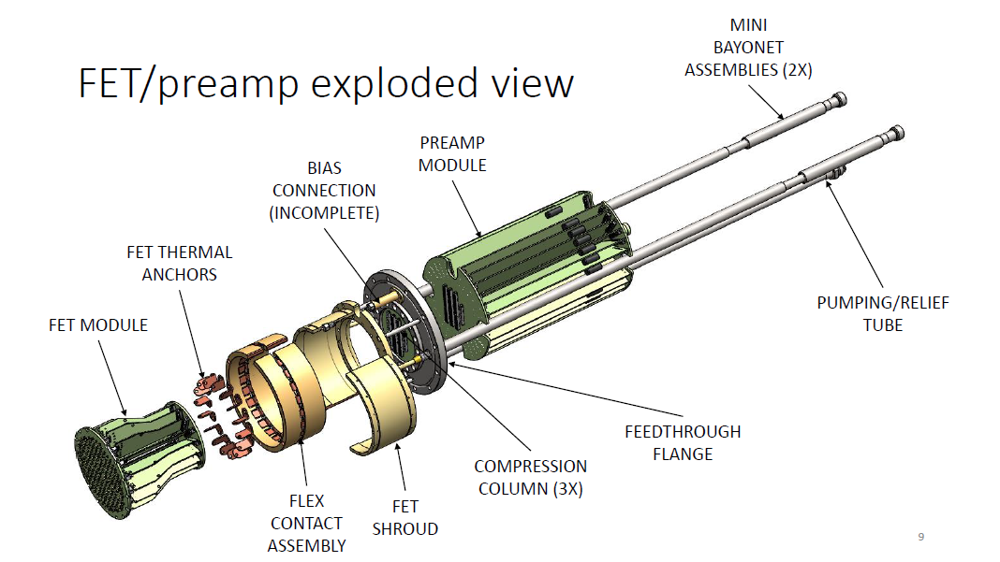 FET/preamp exploded view
MINI
BAYONET
ASSEMBLIES (2X)
PREAMP
MODULE
BIAS
CONNECTION
(INCOMPLETE)
FET THERMAL
ANCHORS
FET MODULE
PUMPING/RELIEF
TUBE
FEEDTHROUGH
FLANGE
COMPRESSION
COLUMN (3X)
FLEX
CONTACT
ASSEMBLY
FET
SHROUD
9